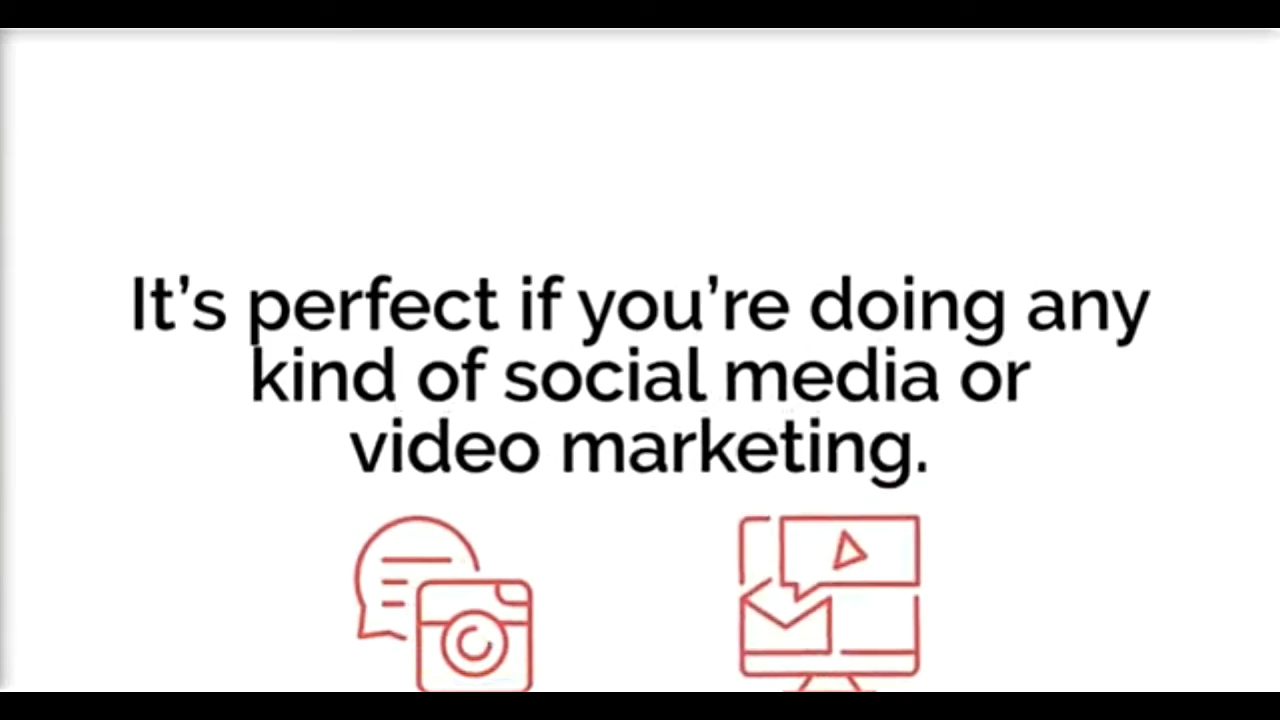 It’s perfect if you’re doing any
kind of social media or
video marketing.